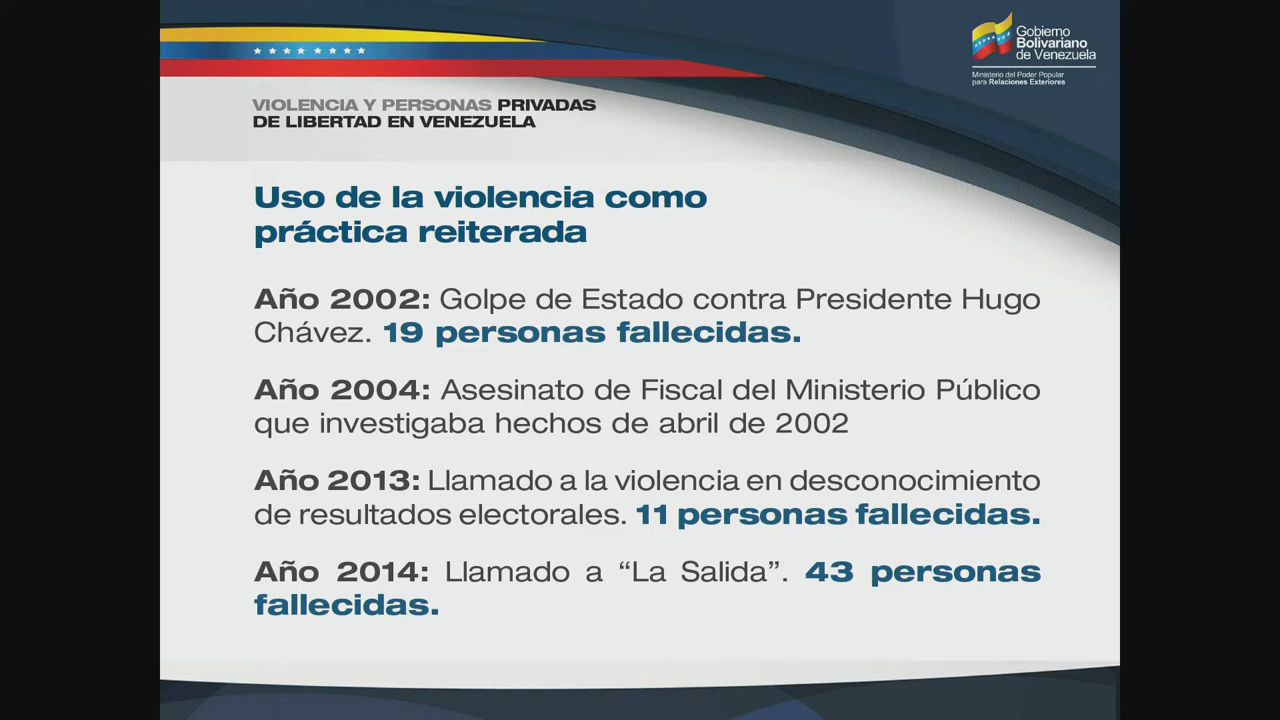 Gobierno
Bolivariano
de Venezuela
Ministerio del Poder Popular
para Relaciones Exteriores
VIOLENCIA Y PERSONAS PRIVADAS
DE LIBERTAD EN VENEZUELA
Uso de la violencia como
práctica reiterada
Año 2002: Golpe de Estado contra Presidente Hugo
Chávez. 19 personas fallecidas.
Año 2004: Asesinato de Fiscal del Ministerio Público
que investigaba hechos de abril de 2002
Año 2013: Llamado a la violencia en desconocimiento
de resultados electorales. 11 personas fallecidas.
Año 2014: Llamado a “La Salida”. 43 personas
fallecidas.